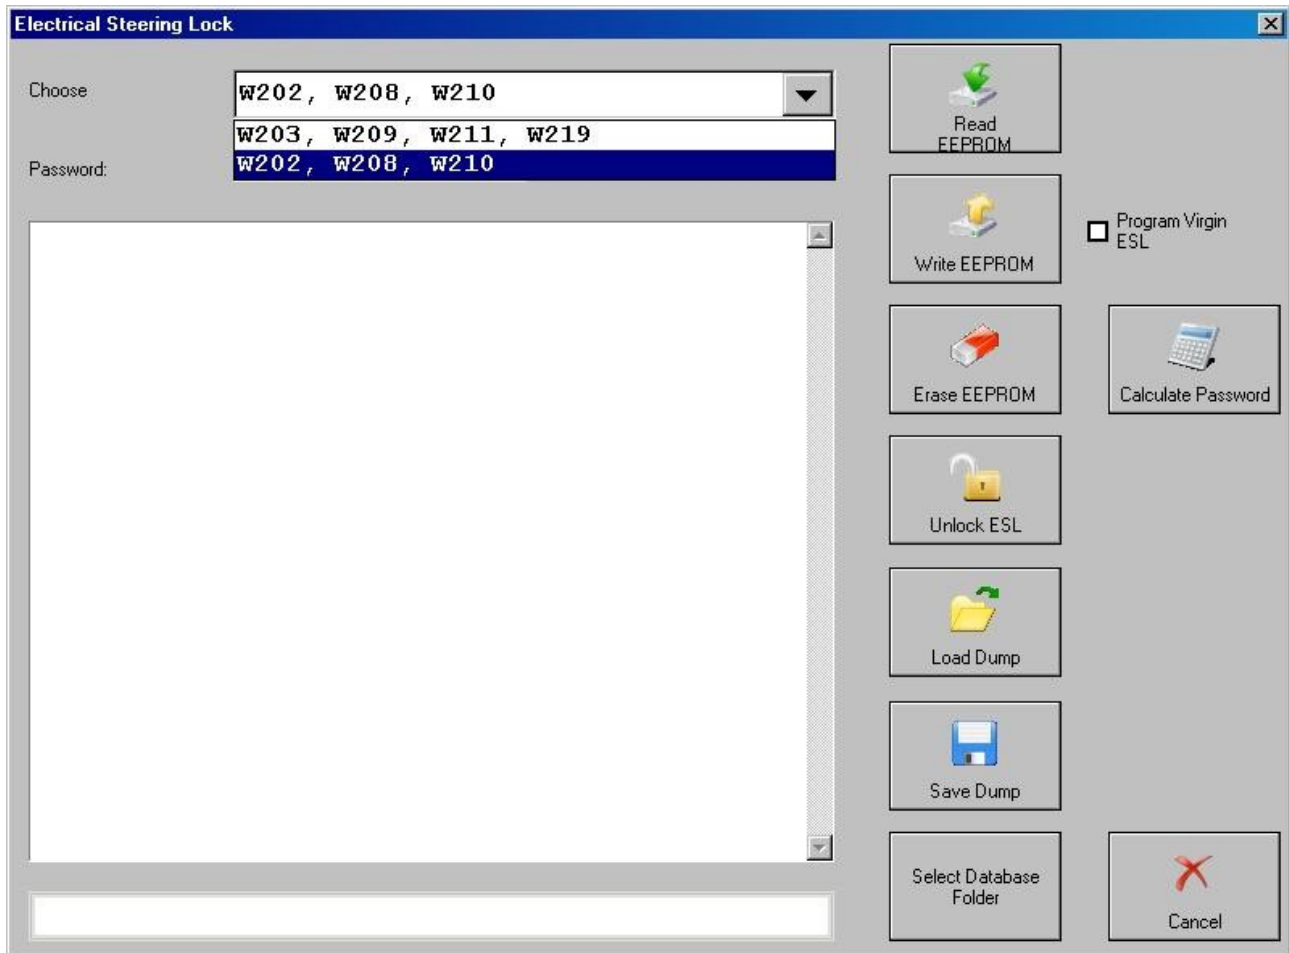 Electrical Steering Lock
Choose
W202, W208, W210
W203, W209, W211, W219
W202, W208, W210
Password:
Read
EEPROM
Write EEPROM
Program Virgin
ESL
Erase EEPROM
Calculate Password
Unlock ESL
Load Dump
Save Dump
Select Database
Folder
Cancel